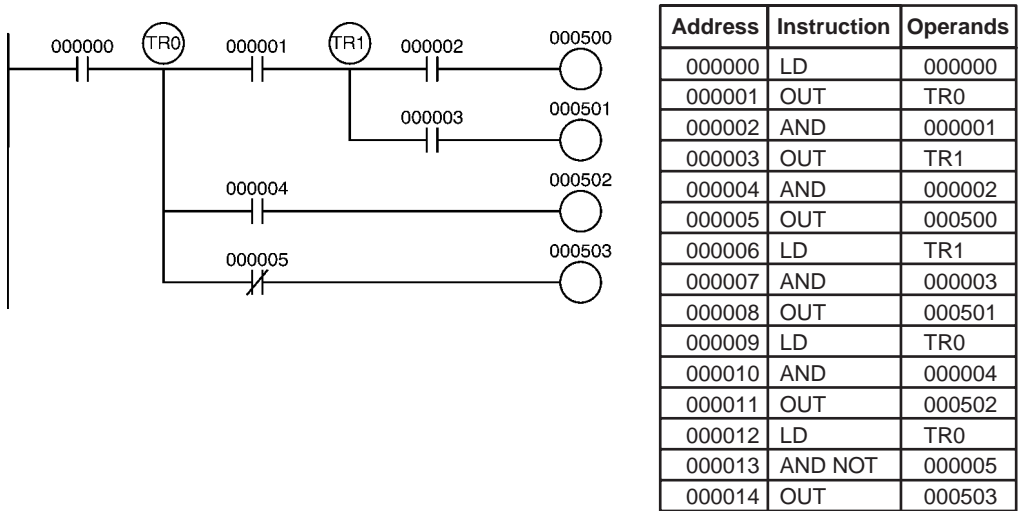 000000 TR0 000001 TR1 000002 000500
000003 000501
000004 000502
000005 000503
Address Instruction Operands
000000 LD 000000
000001 OUT TR0
000002 AND 000001
000003 OUT TR1
000004 AND 000002
000005 OUT 000500
000006 LD TR1
000007 AND 000003
000008 OUT 000501
000009 LD TR0
000010 AND 000004
000011 OUT 000502
000012 LD TR0
000013 AND NOT 000005
000014 OUT 000503